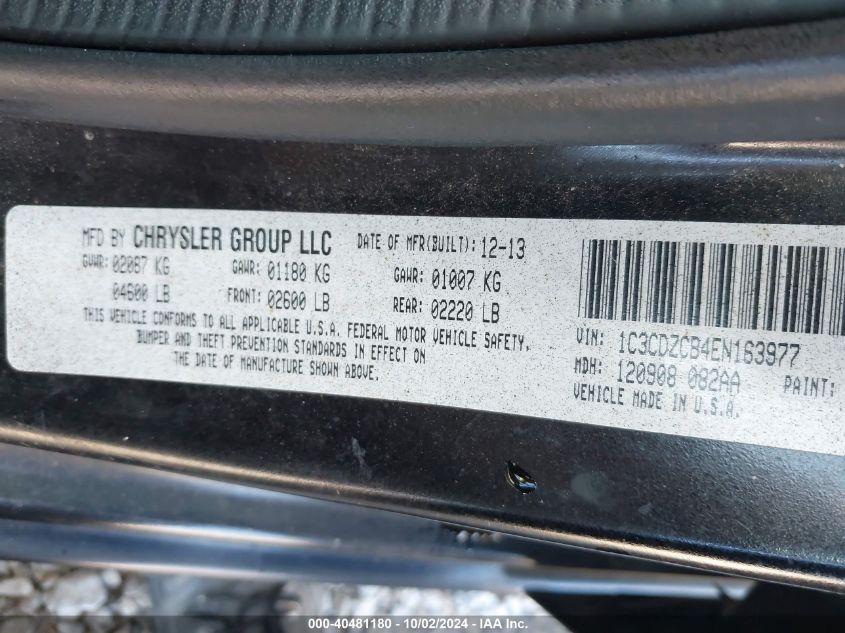 MFD BY CHRYSLER GROUP LLC DATE OF MFR(BUILT): 12-13
GVWR: 02087 KG GAWR: 01180 KG GAWR: 01007 KG
04600 LB FRONT: 02600 LB REAR: 02220 LB
THIS VEHICLE CONFORMS TO ALL APPLICABLE U.S.A. FEDERAL MOTOR VEHICLE SAFETY,
BUMPER AND THEFT PREVENTION STANDARDS IN EFFECT ON
THE DATE OF MANUFACTURE SHOWN ABOVE.
VIN: 1C3CDZCB4EN163977
MDH: 120908 082AA PAINT:
VEHICLE MADE IN U.S.A.
000-40481180 - 10/02/2024 - IAA Inc.